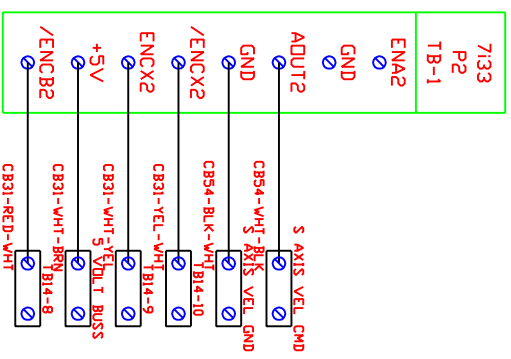 7i33
P2
TB-1
ENA2
GND
AOUT2
GND
/ENCX2
ENCX2
+5V
/ENCB2
CB54-WHT-BLK
CB54-BLK-WHT
CB31-YEL-WHT
CB31-WHT-YEL
CB31-WHT-BRN
CB31-RED-WHT
S AXIS VEL CMD
S AXIS VEL GND
TB14-10
TB14-9
5 VOLT BUSS
TB14-8